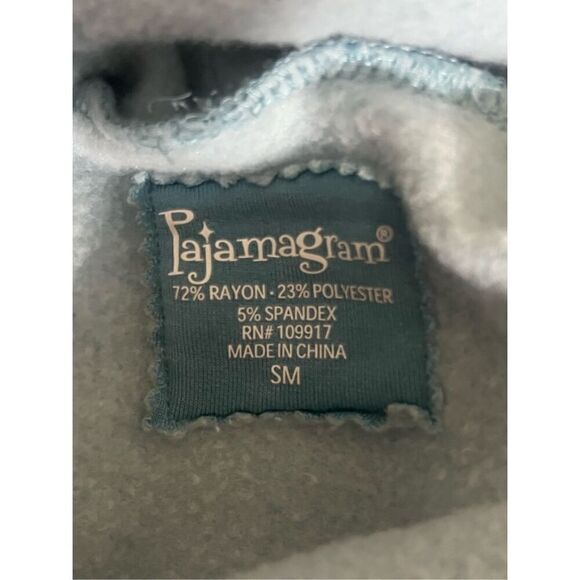 Pajamagram®
72% RAYON · 23% POLYESTER
5% SPANDEX
RN# 109917
MADE IN CHINA
SM